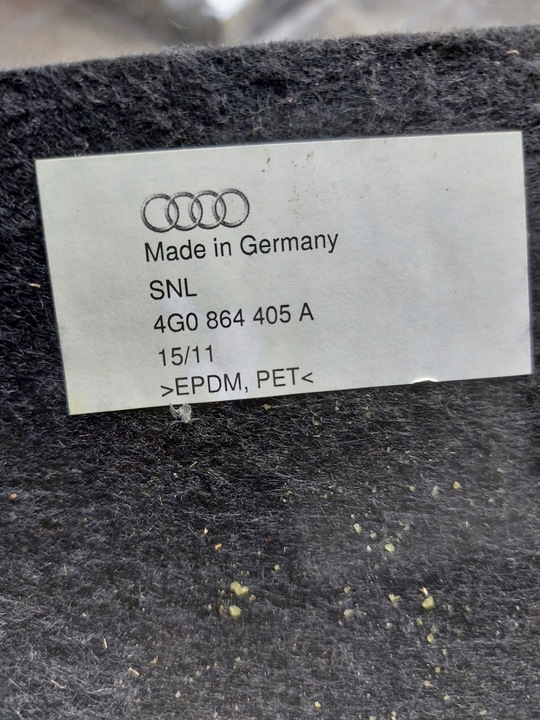 Made in Germany
SNL
4G0 864 405 A
15/11
>EPDM, PET<